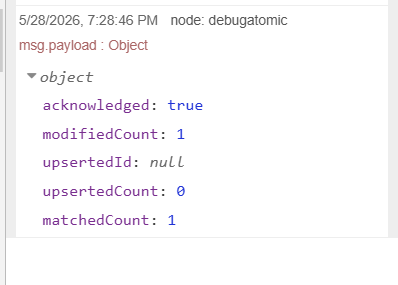 5/28/2026, 7:28:46 PM node: debugatomic
msg.payload : Object
object
acknowledged: true
modifiedCount: 1
upsertedId: null
upsertedCount: 0
matchedCount: 1